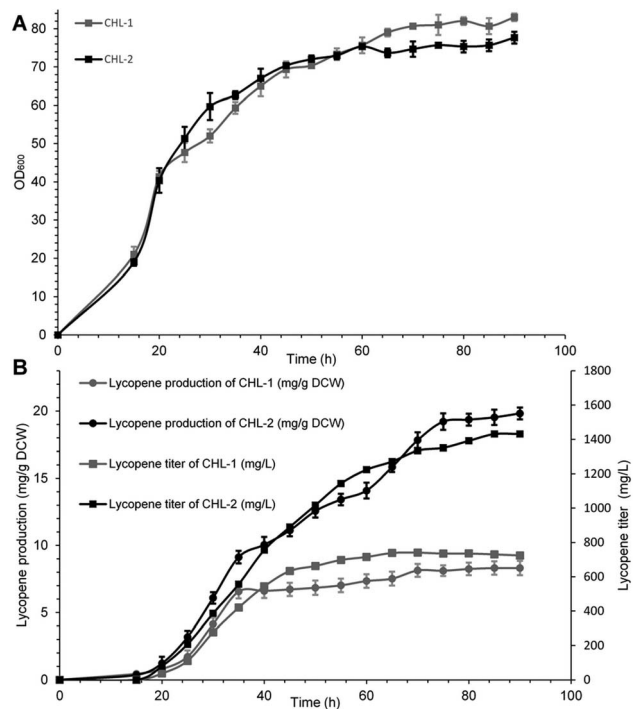 A
CHL-1
CHL-2
OD600
80
70
60
50
40
30
20
10
0
0 20 40 60 80 100
Time (h)
B
Lycopene production of CHL-1 (mg/g DCW)
Lycopene production of CHL-2 (mg/g DCW)
Lycopene titer of CHL-1 (mg/L)
Lycopene titer of CHL-2 (mg/L)
Lycopene production (mg/g DCW)
20
15
10
5
0
1800
1600
1400
1200
1000
800
600
400
200
0
Lycopene titer (mg/L)
0 20 40 60 80 100
Time (h)